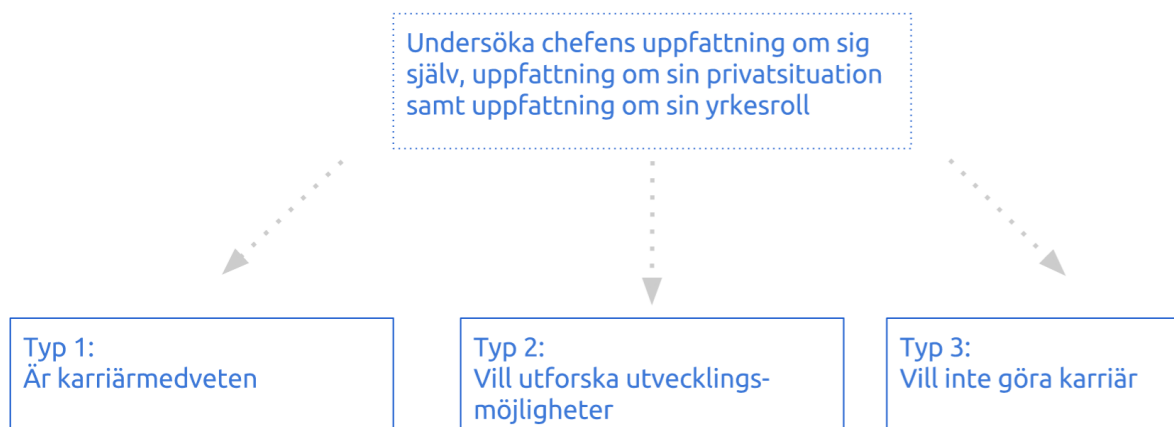 Undersöka chefens uppfattning om sig
själv, uppfattning om sin privatsituation
samt uppfattning om sin yrkesroll
Typ 1:
Är karriärmedveten
Typ 2:
Vill utforska utvecklings-
möjligheter
Typ 3:
Vill inte göra karriär